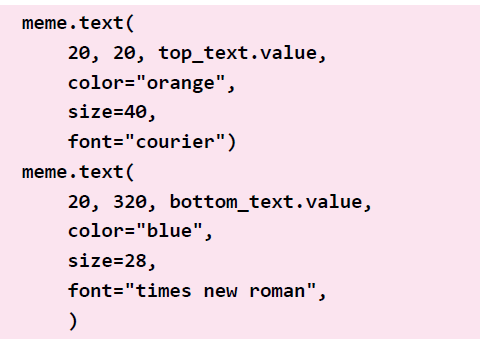 meme.text(
    20, 20, top_text.value,
    color="orange",
    size=40,
    font="courier")
meme.text(
    20, 320, bottom_text.value,
    color="blue",
    size=28,
    font="times new roman",
    )